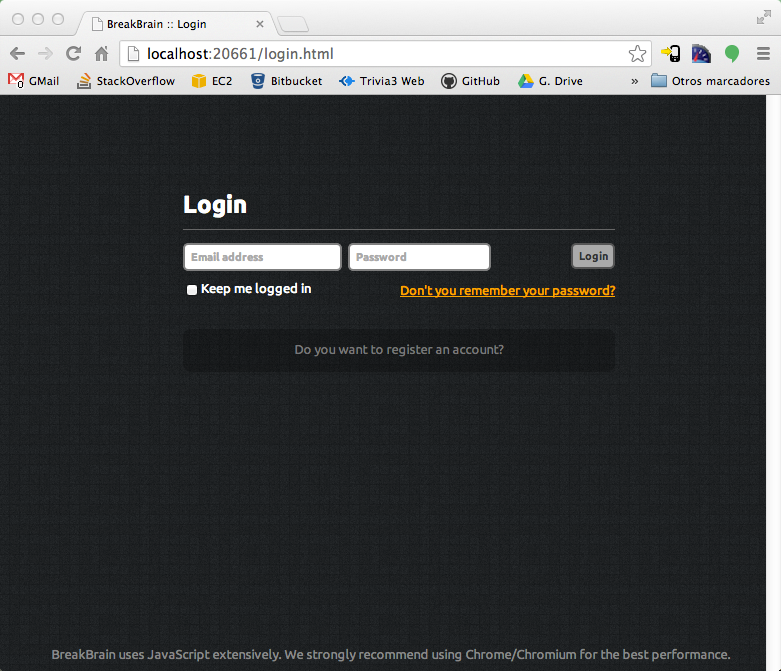 BreakBrain :: Login
localhost:20661/login.html
GMail StackOverflow EC2 Bitbucket Trivia3 Web GitHub G. Drive » Otros marcadores
0
Login
Email address Password Login
Keep me logged in Don't you remember your password?
Do you want to register an account?
BreakBrain uses JavaScript extensively. We strongly recommend using Chrome/Chromium for the best performance.